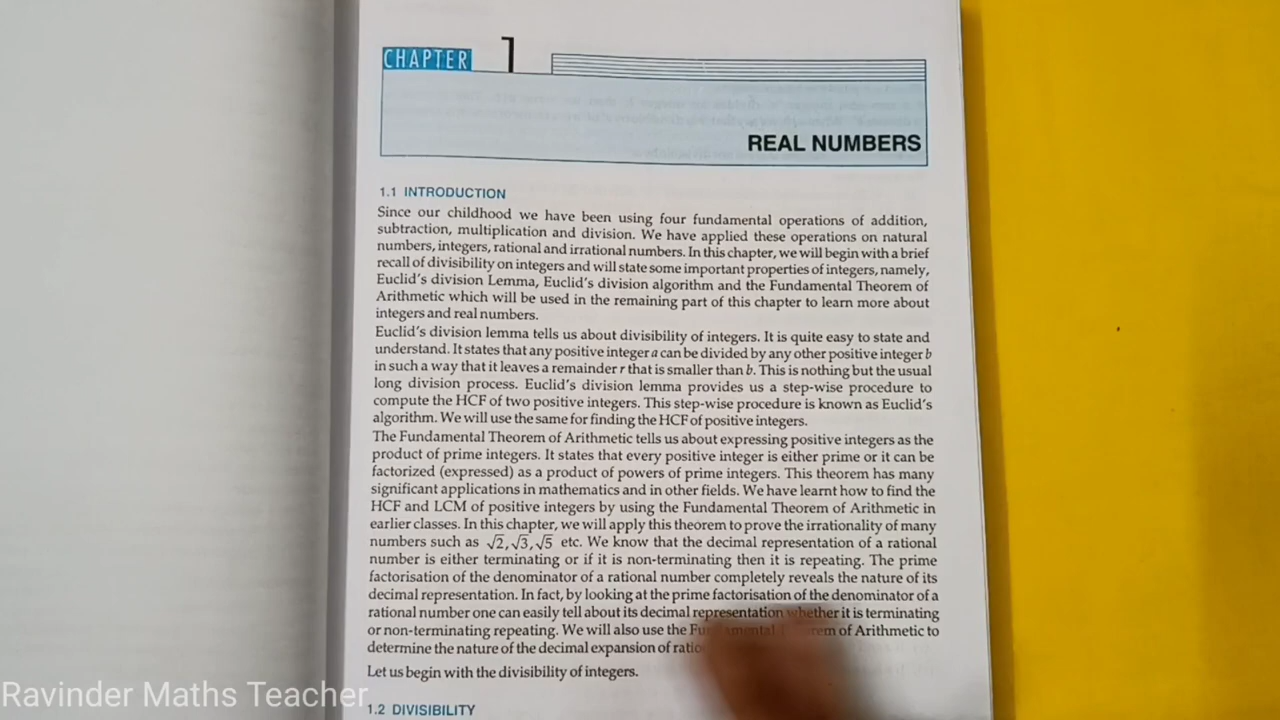 CHAPTER 1
REAL NUMBERS
1.1 INTRODUCTION
Since our childhood we have been using four fundamental operations of addition,
subtraction, multiplication and division. We have applied these operations on natural
numbers, integers, rational and irrational numbers. In this chapter, we will begin with a brief
recall of divisibility on integers and will state some important properties of integers, namely,
Euclid's division Lemma, Euclid's division algorithm and the Fundamental Theorem of
Arithmetic which will be used in the remaining part of this chapter to learn more about
integers and real numbers.
Euclid's division lemma tells us about divisibility of integers. It is quite easy to state and
understand. It states that any positive integer a can be divided by any other positive integer b
in such a way that it leaves a remainder r that is smaller than b. This is nothing but the usual
long division process. Euclid's division lemma provides us a step-wise procedure to
compute the HCF of two positive integers. This step-wise procedure is known as Euclid's
algorithm. We will use the same for finding the HCF of positive integers.
The Fundamental Theorem of Arithmetic tells us about expressing positive integers as the
product of prime integers. It states that every positive integer is either prime or it can be
factorized (expressed) as a product of powers of prime integers. This theorem has many
significant applications in mathematics and in other fields. We have learnt how to find the
HCF and LCM of positive integers by using the Fundamental Theorem of Arithmetic in
earlier classes. In this chapter, we will apply this theorem to prove the irrationality of many
numbers such as √2, √3, √5 etc. We know that the decimal representation of a rational
number is either terminating or if it is non-terminating then it is repeating. The prime
factorisation of the denominator of a rational number completely reveals the nature of its
decimal representation. In fact, by looking at the prime factorisation of the denominator of a
rational number one can easily tell about its decimal representation whether it is terminating
or non-terminating repeating. We will also use the Fundamental Theorem of Arithmetic to
determine the nature of the decimal expansion of
Let us begin with the divisibility of integers.
1.2 DIVISIBILITY
Ravinder Maths Teacher